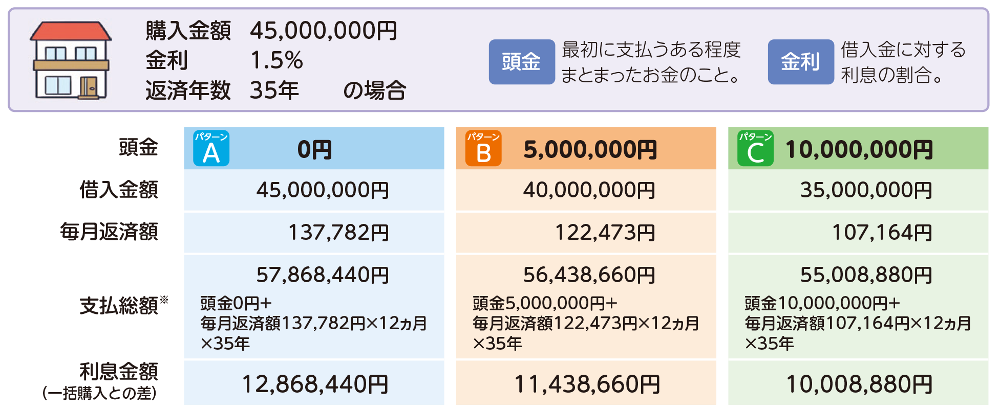 購入金額 45,000,000円
金利 1.5%
返済年数 35年 の場合
頭金
最初に支払うある程度
まとまったお金のこと。
金利
借入金に対する
利息の割合。
頭金
パターン
A
0円
パターン
B
5,000,000円
パターン
C
10,000,000円
借入金額 45,000,000円 40,000,000円 35,000,000円
毎月返済額 137,782円 122,473円 107,164円
支払総額※
57,868,440円
頭金0円＋
毎月返済額137,782円×12ヵ月
×35年
56,438,660円
頭金5,000,000円＋
毎月返済額122,473円×12ヵ月
×35年
55,008,880円
頭金10,000,000円＋
毎月返済額107,164円×12ヵ月
×35年
利息金額
(一括購入との差)
12,868,440円 11,438,660円 10,008,880円